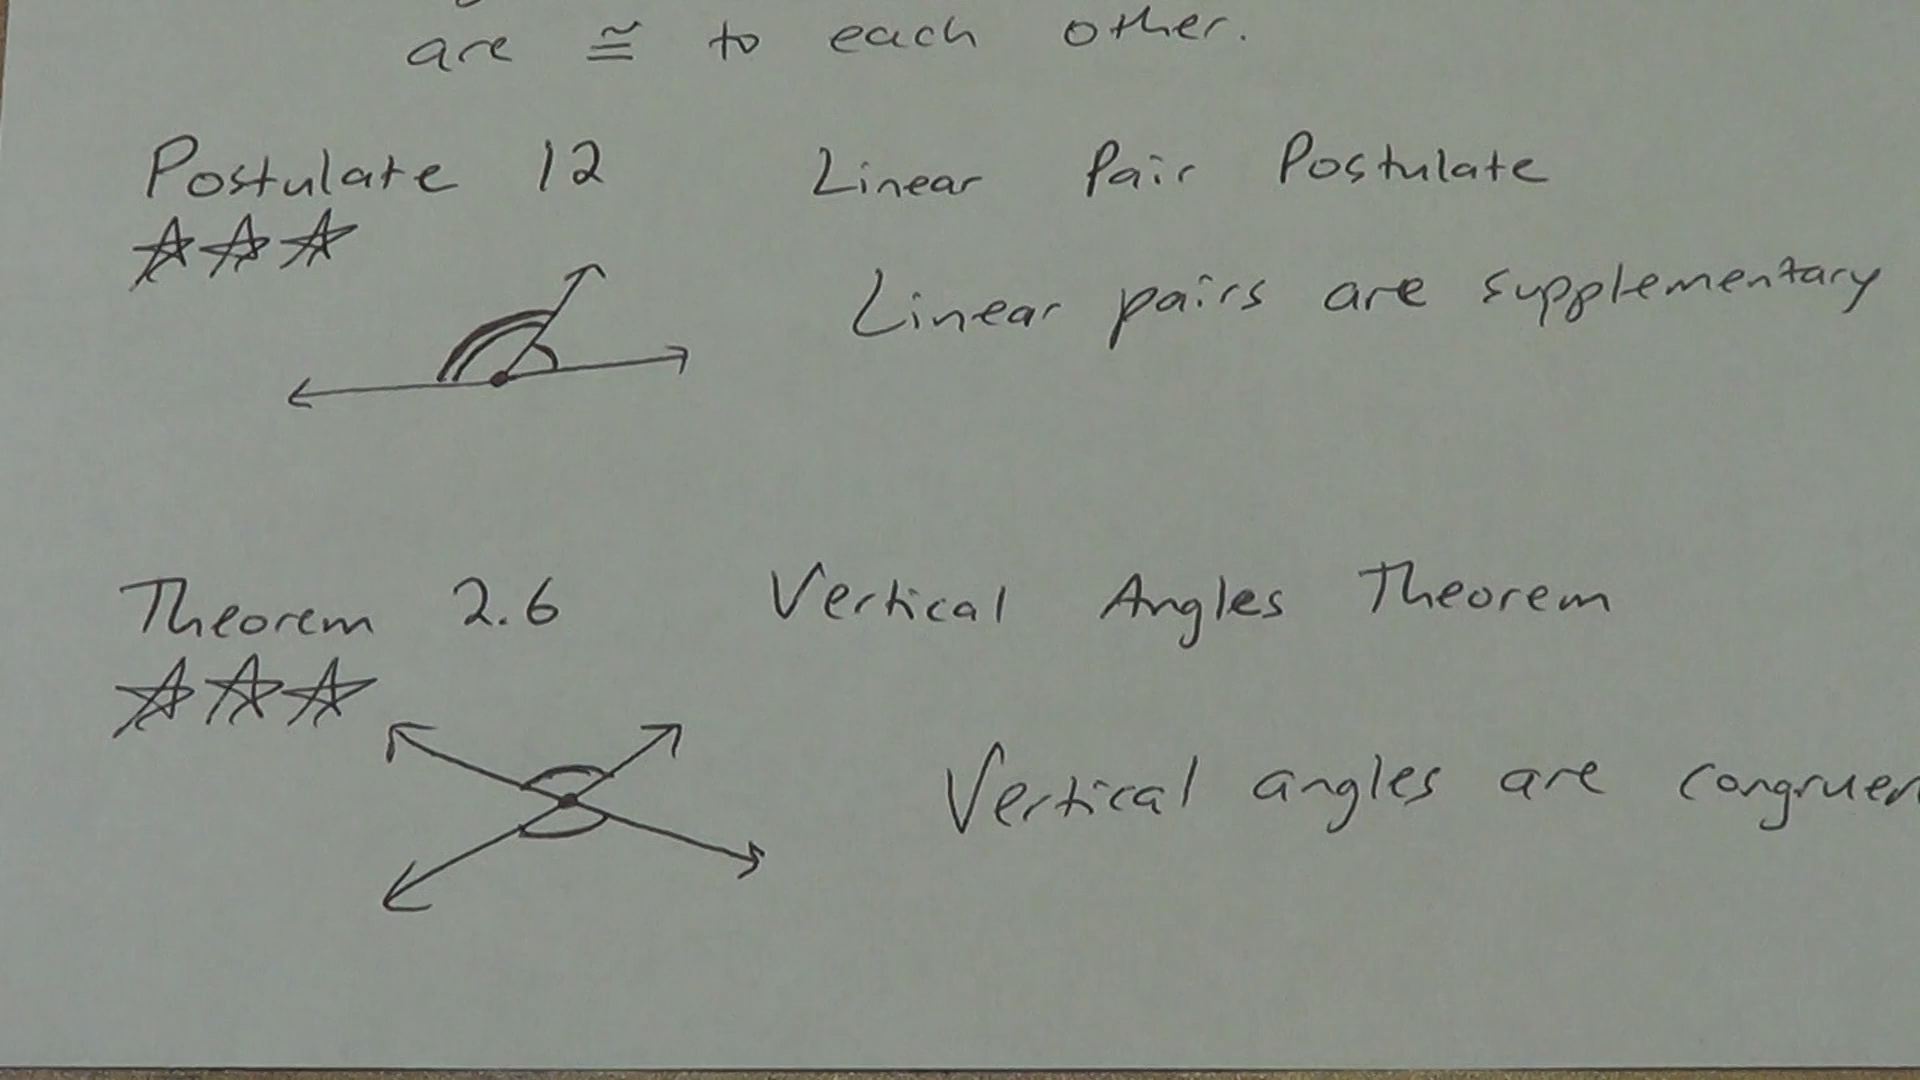 are ≅ to each other.
Postulate 12 Linear Pair Postulate
Linear pairs are supplementary
Theorem 2.6 Vertical Angles Theorem
Vertical angles are congruen